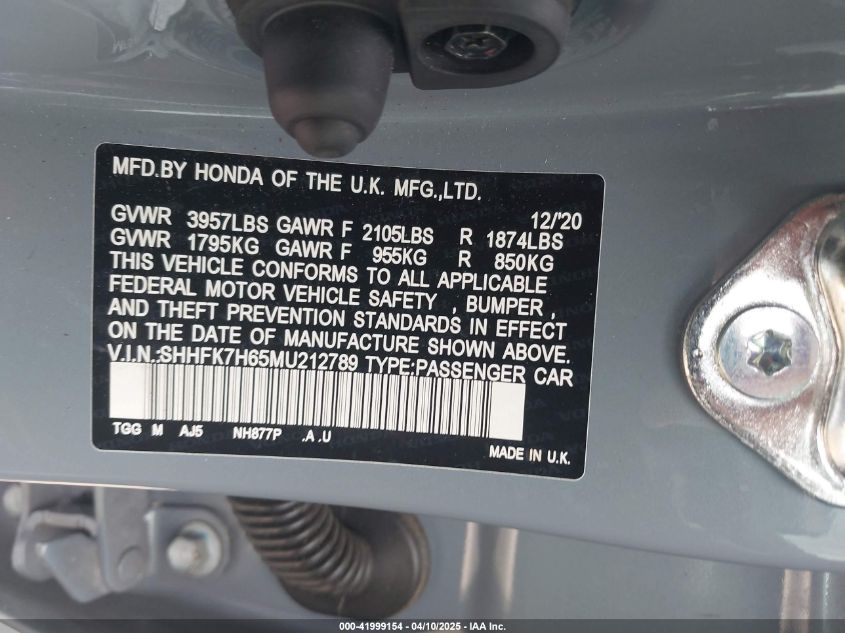 MFD.BY HONDA OF THE U.K. MFG.,LTD.
12/'20
GVWR 3957LBS GAWR F 2105LBS R 1874LBS
GVWR 1795KG GAWR F 955KG R 850KG
THIS VEHICLE CONFORMS TO ALL APPLICABLE
FEDERAL MOTOR VEHICLE SAFETY , BUMPER ,
AND THEFT PREVENTION STANDARDS IN EFFECT
ON THE DATE OF MANUFACTURE SHOWN ABOVE.
V.I.N.:SHHFK7H65MU212789 TYPE:PASSENGER CAR
TGG M AJ5 NH877P .A .U
MADE IN U.K.
000-41999154 - 04/10/2025 - IAA Inc.